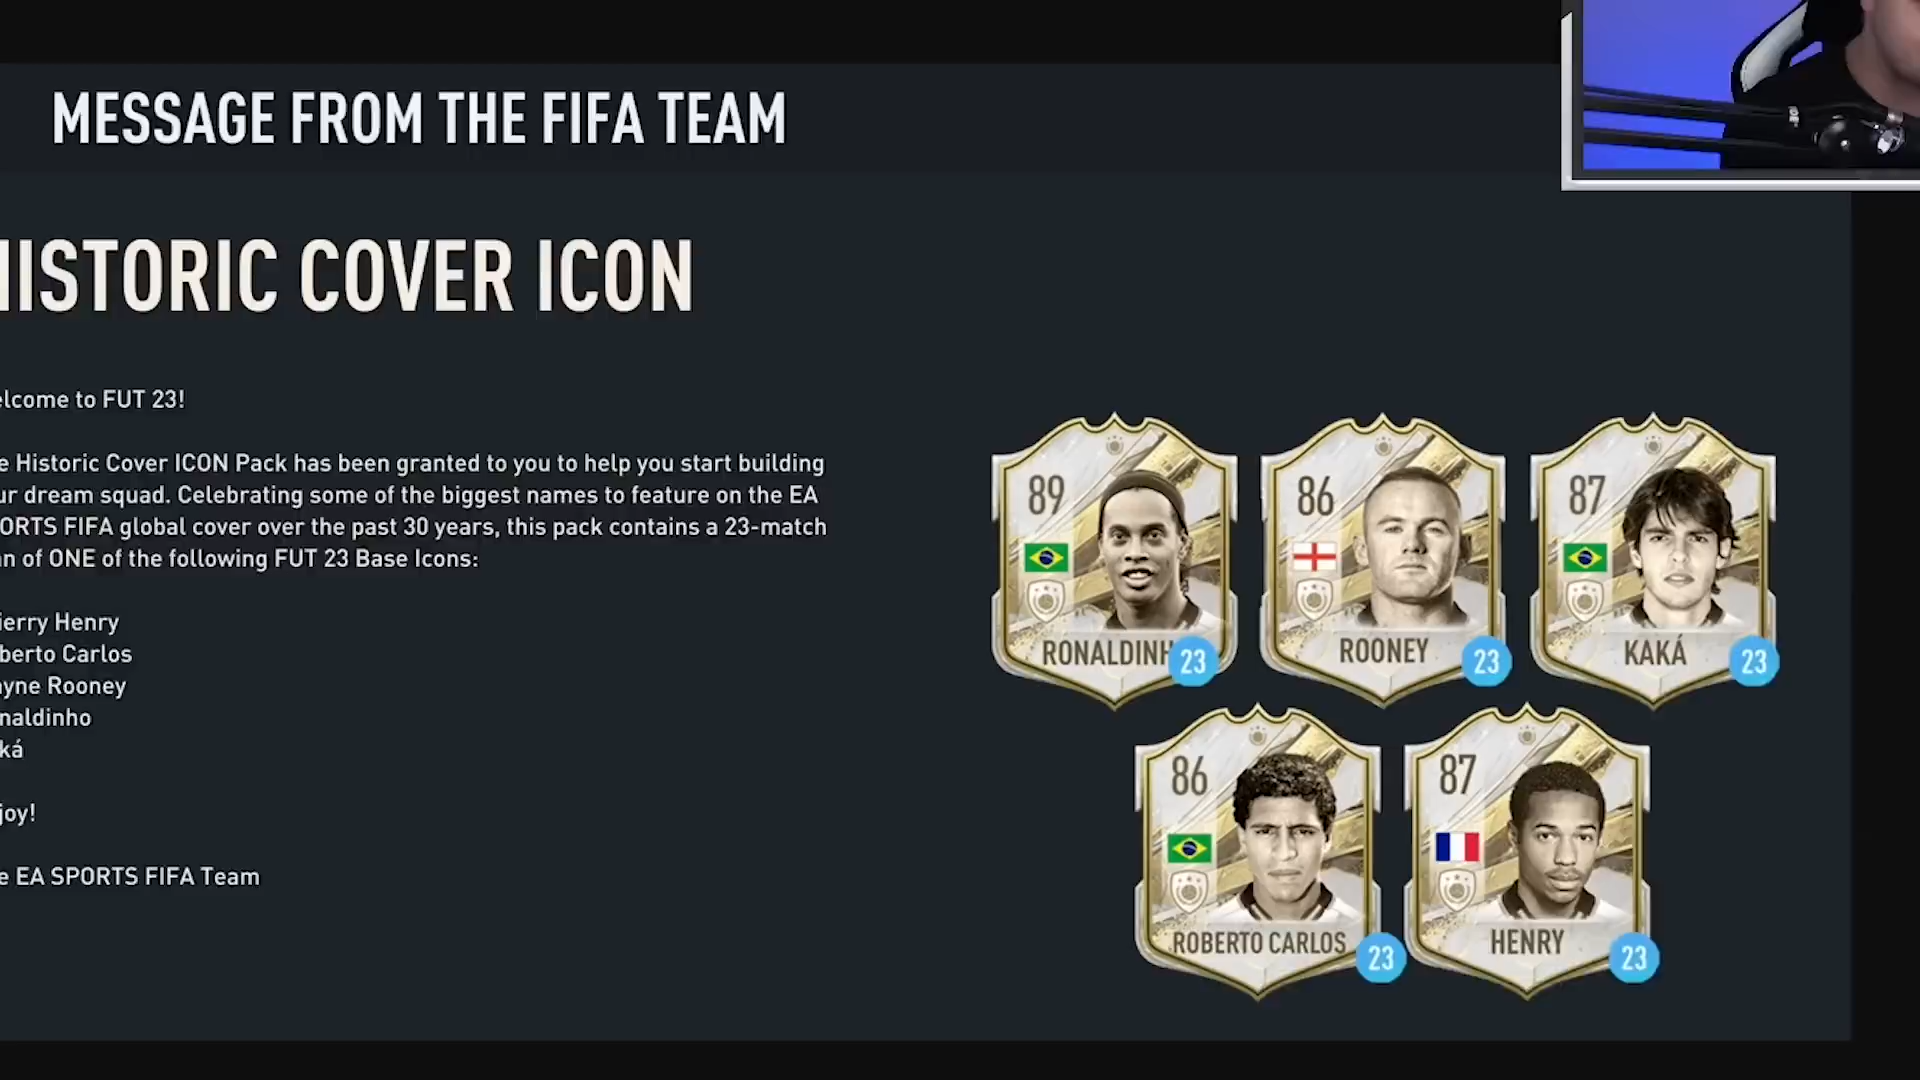 MESSAGE FROM THE FIFA TEAM
HISTORIC COVER ICON
elcome to FUT 23!
e Historic Cover ICON Pack has been granted to you to help you start building
ur dream squad. Celebrating some of the biggest names to feature on the EA
ORTS FIFA global cover over the past 30 years, this pack contains a 23-match
an of ONE of the following FUT 23 Base Icons:
ierry Henry
berto Carlos
ayne Rooney
naldinho
ká
joy!
e EA SPORTS FIFA Team
89
RONALDINH
23
86
ROONEY
23
87
KAKÁ
23
86
ROBERTO CARLOS
23
87
HENRY
23